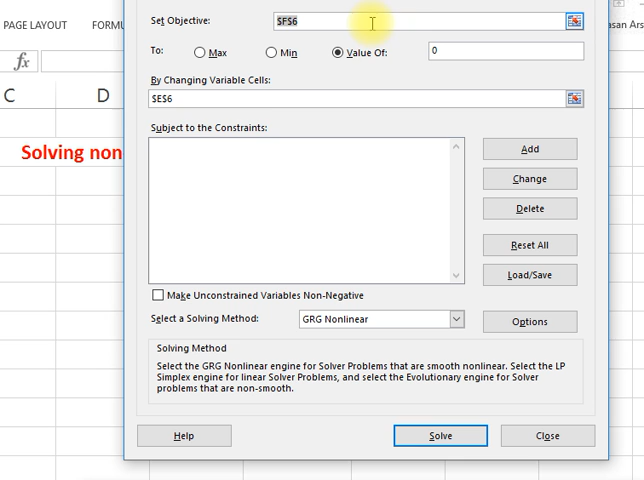 Set Objective: $F$6
PAGE LAYOUT FORMU
To: Max Min Value Of: 0
fx
By Changing Variable Cells:
C D $E$6
Subject to the Constraints:
Solving non
Add
Change
Delete
Reset All
Load/Save
Make Unconstrained Variables Non-Negative
Select a Solving Method: GRG Nonlinear Options
Solving Method
Select the GRG Nonlinear engine for Solver Problems that are smooth nonlinear. Select the LP
Simplex engine for linear Solver Problems, and select the Evolutionary engine for Solver
problems that are non-smooth.
Help Solve Close